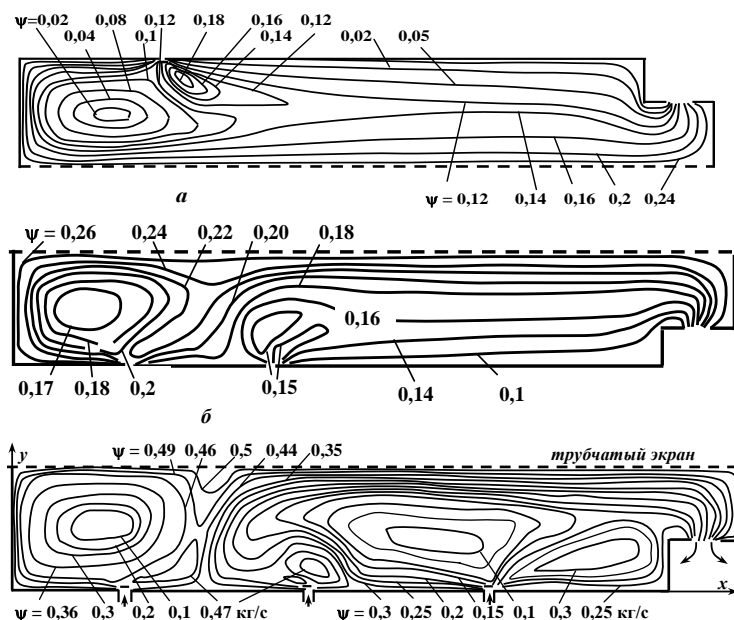 ψ=0,02 0,08 0,12 0,16 0,12
0,04 0,1 0,18 0,14 0,02 0,05
ψ = 0,12 0,14 0,16 0,2 0,24
а
ψ = 0,26 0,24 0,22 0,20 0,18
0,16
0,17 0,18 0,2 0,15 0,14 0,1
б
y ψ = 0,49 0,46 0,5 0,44 0,35 трубчатый экран
x
ψ = 0,36 0,3 0,2 0,1 0,47 кг/с ψ = 0,3 0,25 0,2 0,15 0,1 0,3 0,25 кг/с